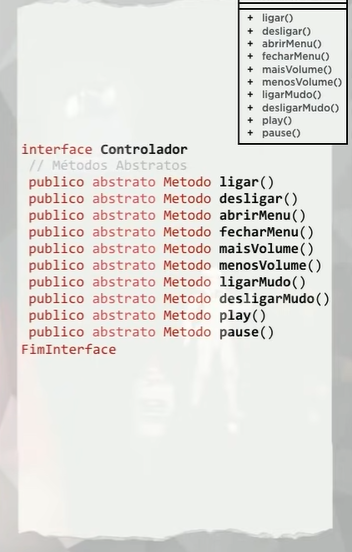 + ligar()
+ desligar()
+ abrirMenu()
+ fecharMenu()
+ maisVolume()
+ menosVolume()
+ ligarMudo()
+ desligarMudo()
+ play()
+ pause()
interface Controlador
// Métodos Abstratos
publico abstrato Metodo ligar()
publico abstrato Metodo desligar()
publico abstrato Metodo abrirMenu()
publico abstrato Metodo fecharMenu()
publico abstrato Metodo maisVolume()
publico abstrato Metodo menosVolume()
publico abstrato Metodo ligarMudo()
publico abstrato Metodo desligarMudo()
publico abstrato Metodo play()
publico abstrato Metodo pause()
FimInterface